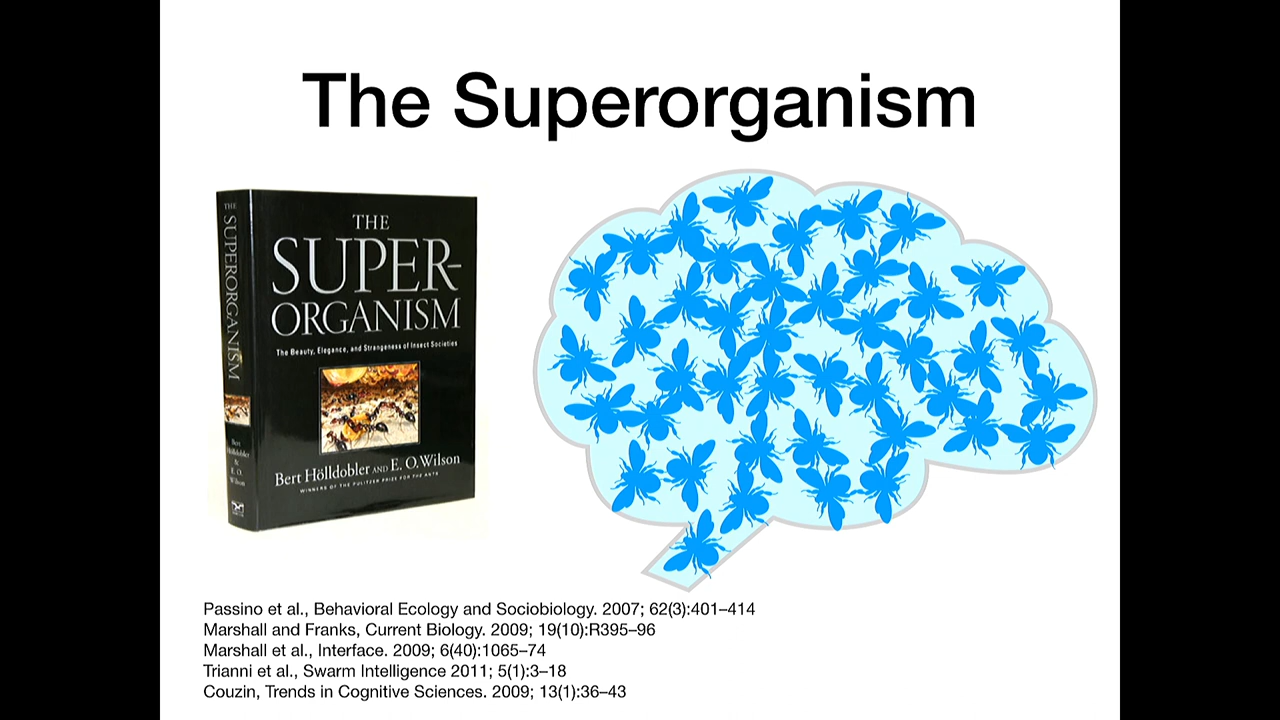 The Superorganism
THE
SUPERORGANISM
Bert
Hölldobler
&
E. O.
Wilson
THE
SUPER-
ORGANISM
The Beauty, Elegance, and Strangeness of Insect Societies
Bert Hölldobler AND E. O. Wilson
WINNERS OF THE PULITZER PRIZE FOR THE ANTS
Passino et al., Behavioral Ecology and Sociobiology. 2007; 62(3):401–414
Marshall and Franks, Current Biology. 2009; 19(10):R395–96
Marshall et al., Interface. 2009; 6(40):1065–74
Trianni et al., Swarm Intelligence 2011; 5(1):3–18
Couzin, Trends in Cognitive Sciences. 2009; 13(1):36–43